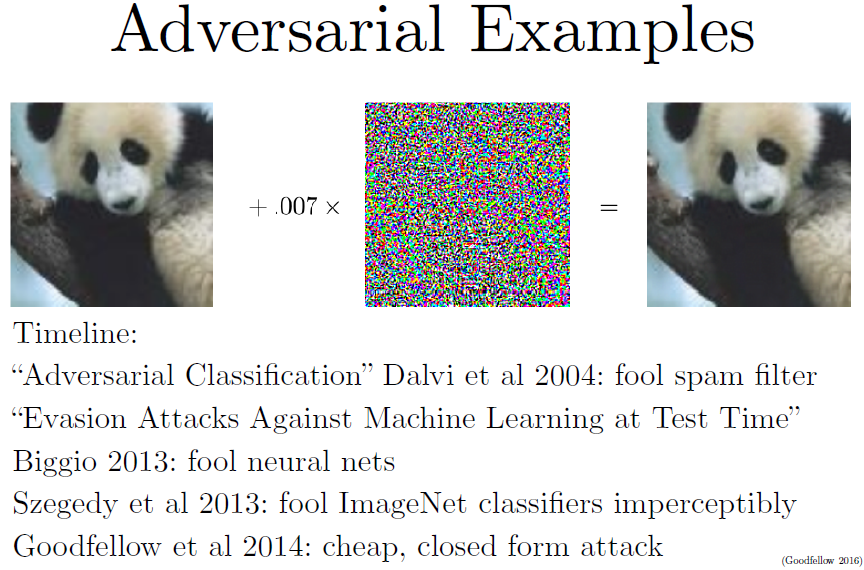 Adversarial Examples
+ .007 ×
=
Timeline:
“Adversarial Classification” Dalvi et al 2004: fool spam filter
“Evasion Attacks Against Machine Learning at Test Time”
Biggio 2013: fool neural nets
Szegedy et al 2013: fool ImageNet classifiers imperceptibly
Goodfellow et al 2014: cheap, closed form attack
(Goodfellow 2016)